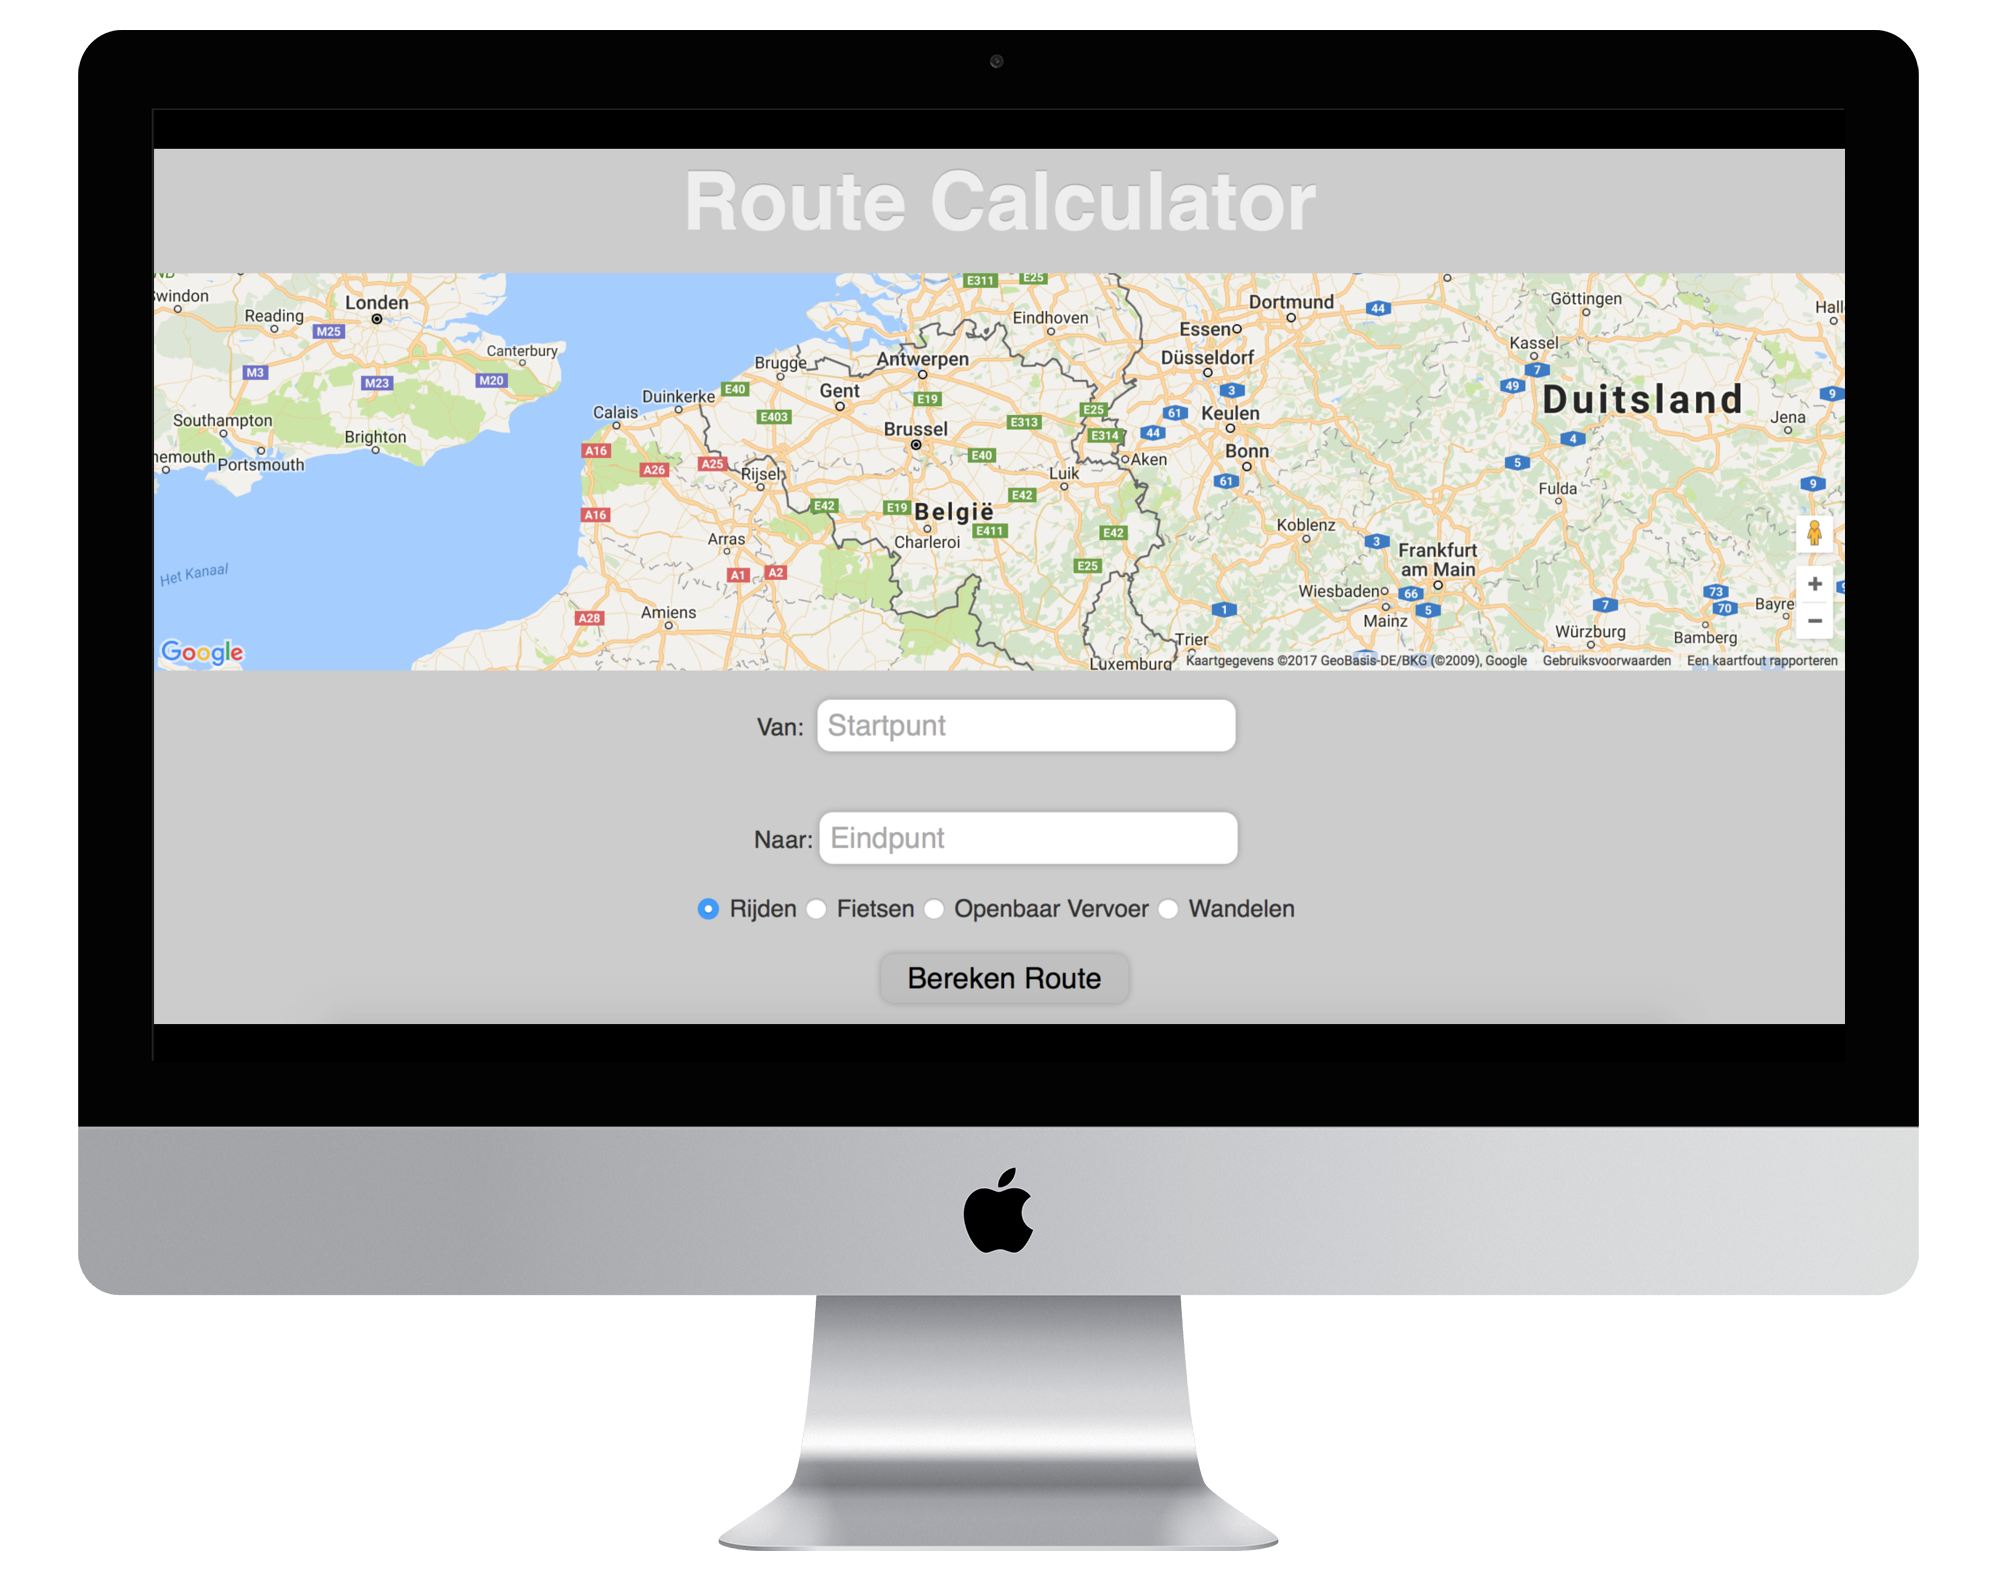 Route Calculator
Londen
Reading
M25
Canterbury
M3
M23
M20
Southampton
Brighton
Portsmouth
Het Kanaal
Google
E311
E25
Eindhoven
Brugge
Antwerpen
Duinkerke
E40
Gent
E19
Calais
E403
Brussel
E313
E25
E314
A16
A26
A25
Rijsel
E40
Luik
Aken
E42
E19
België
E42
A16
E411
E42
Arras
Charleroi
A1
A2
E25
A28
Amiens
Luxemburg
Trier
Dortmund
44
Göttingen
Essen
Düsseldorf
Kassel
7
3
49
Duitsland
9
61
Keulen
44
4
Jena
Bonn
5
61
Fulda
9
Koblenz
3
Frankfurt
am Main
Wiesbaden
66
73
1
Mainz
5
7
70
Würzburg
Bamberg
Kaartgegevens ©2017 GeoBasis-DE/BKG (©2009), Google
Gebruiksvoorwaarden
Een kaartfout rapporteren
Van: Startpunt
Naar: Eindpunt
Rijden Fietsen Openbaar Vervoer Wandelen
Bereken Route